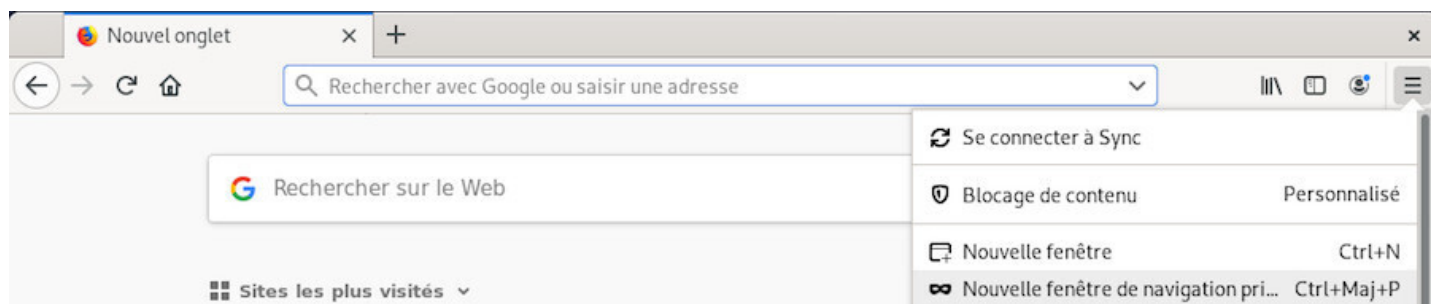 Nouvel onglet
Rechercher avec Google ou saisir une adresse
Se connecter à Sync
Rechercher sur le Web
Blocage de contenu Personnalisé
Nouvelle fenêtre Ctrl+N
Sites les plus visités
Nouvelle fenêtre de navigation pri... Ctrl+Maj+P